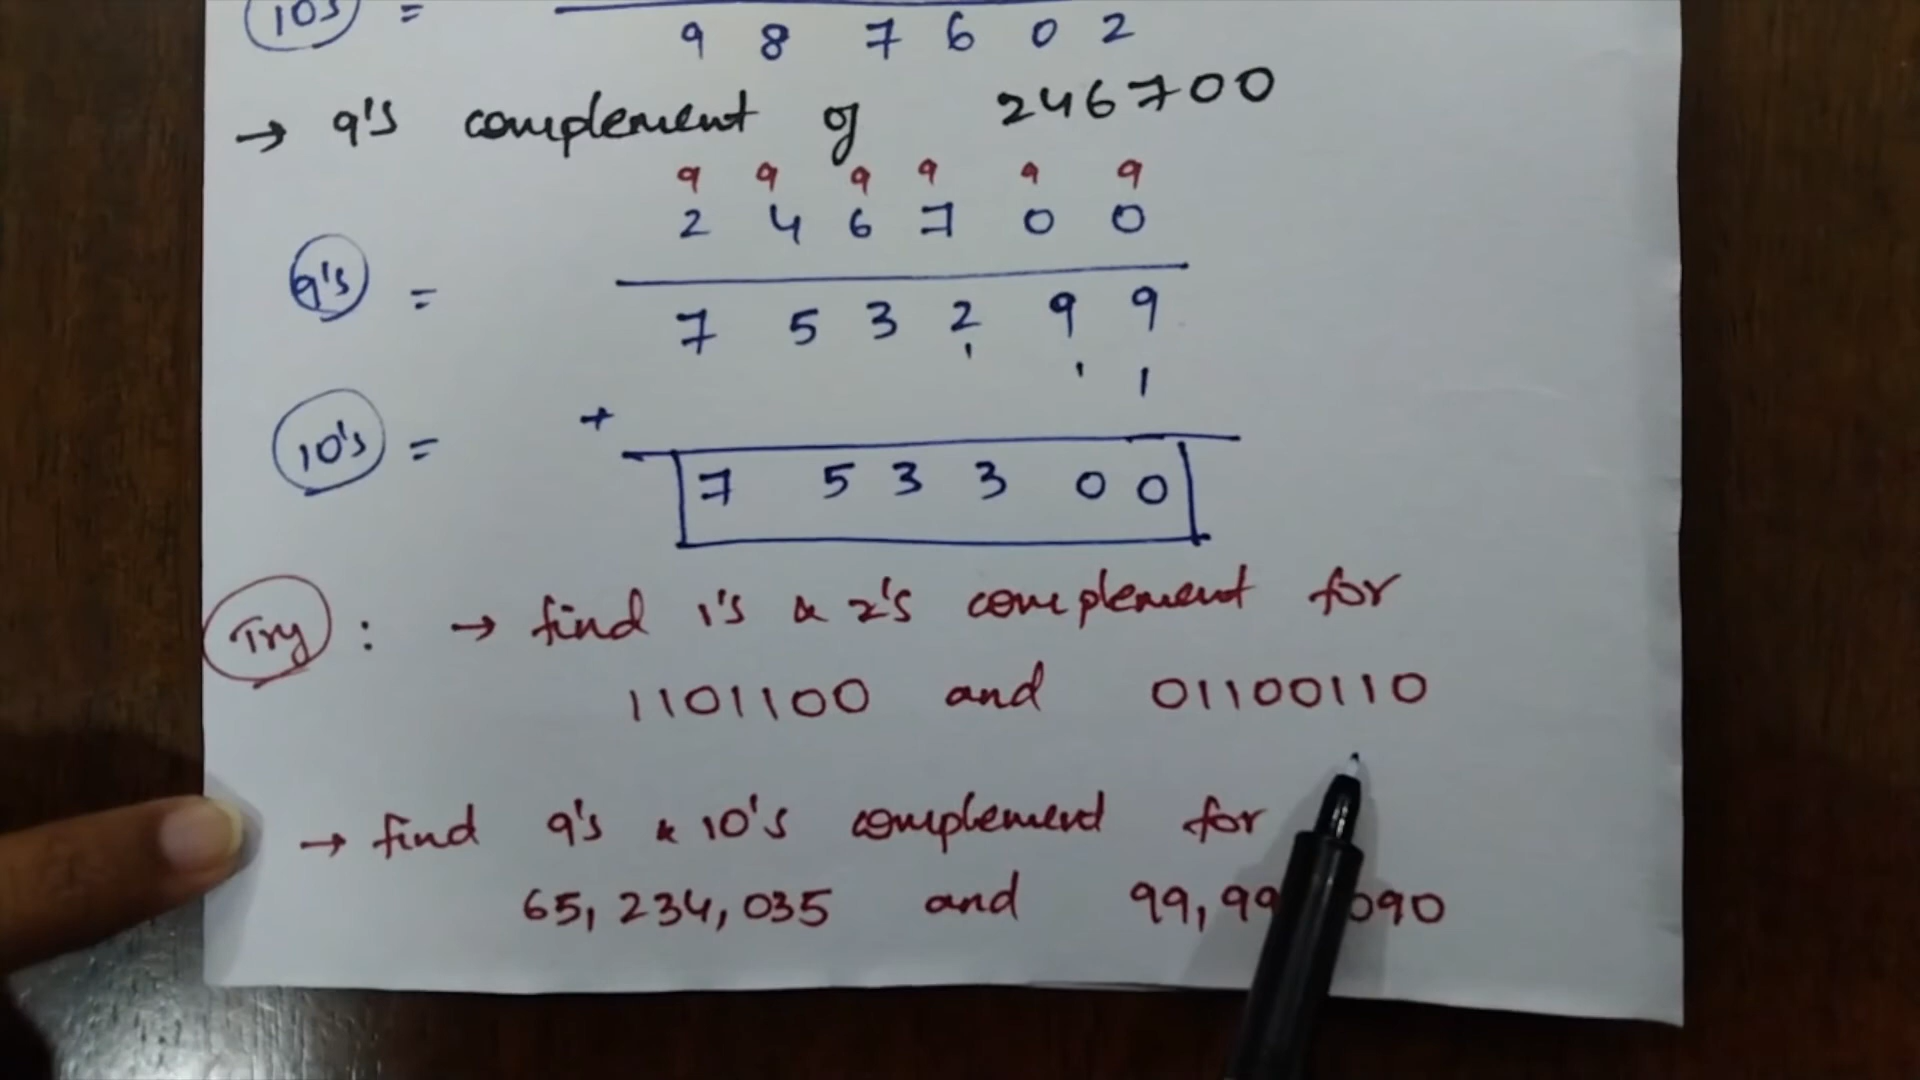 10's =
9 8 7 6 0 2
→ 9's complement of 246700
9 9 9 9 9 9
2 4 6 7 0 0
9's =
7 5 3 2 9 9
1 1 1
10's = +
7 5 3 3 0 0
Try : → find 1's & 2's complement for
1101100 and 01100110
→ find 9's & 10's complement for
65,234,035 and